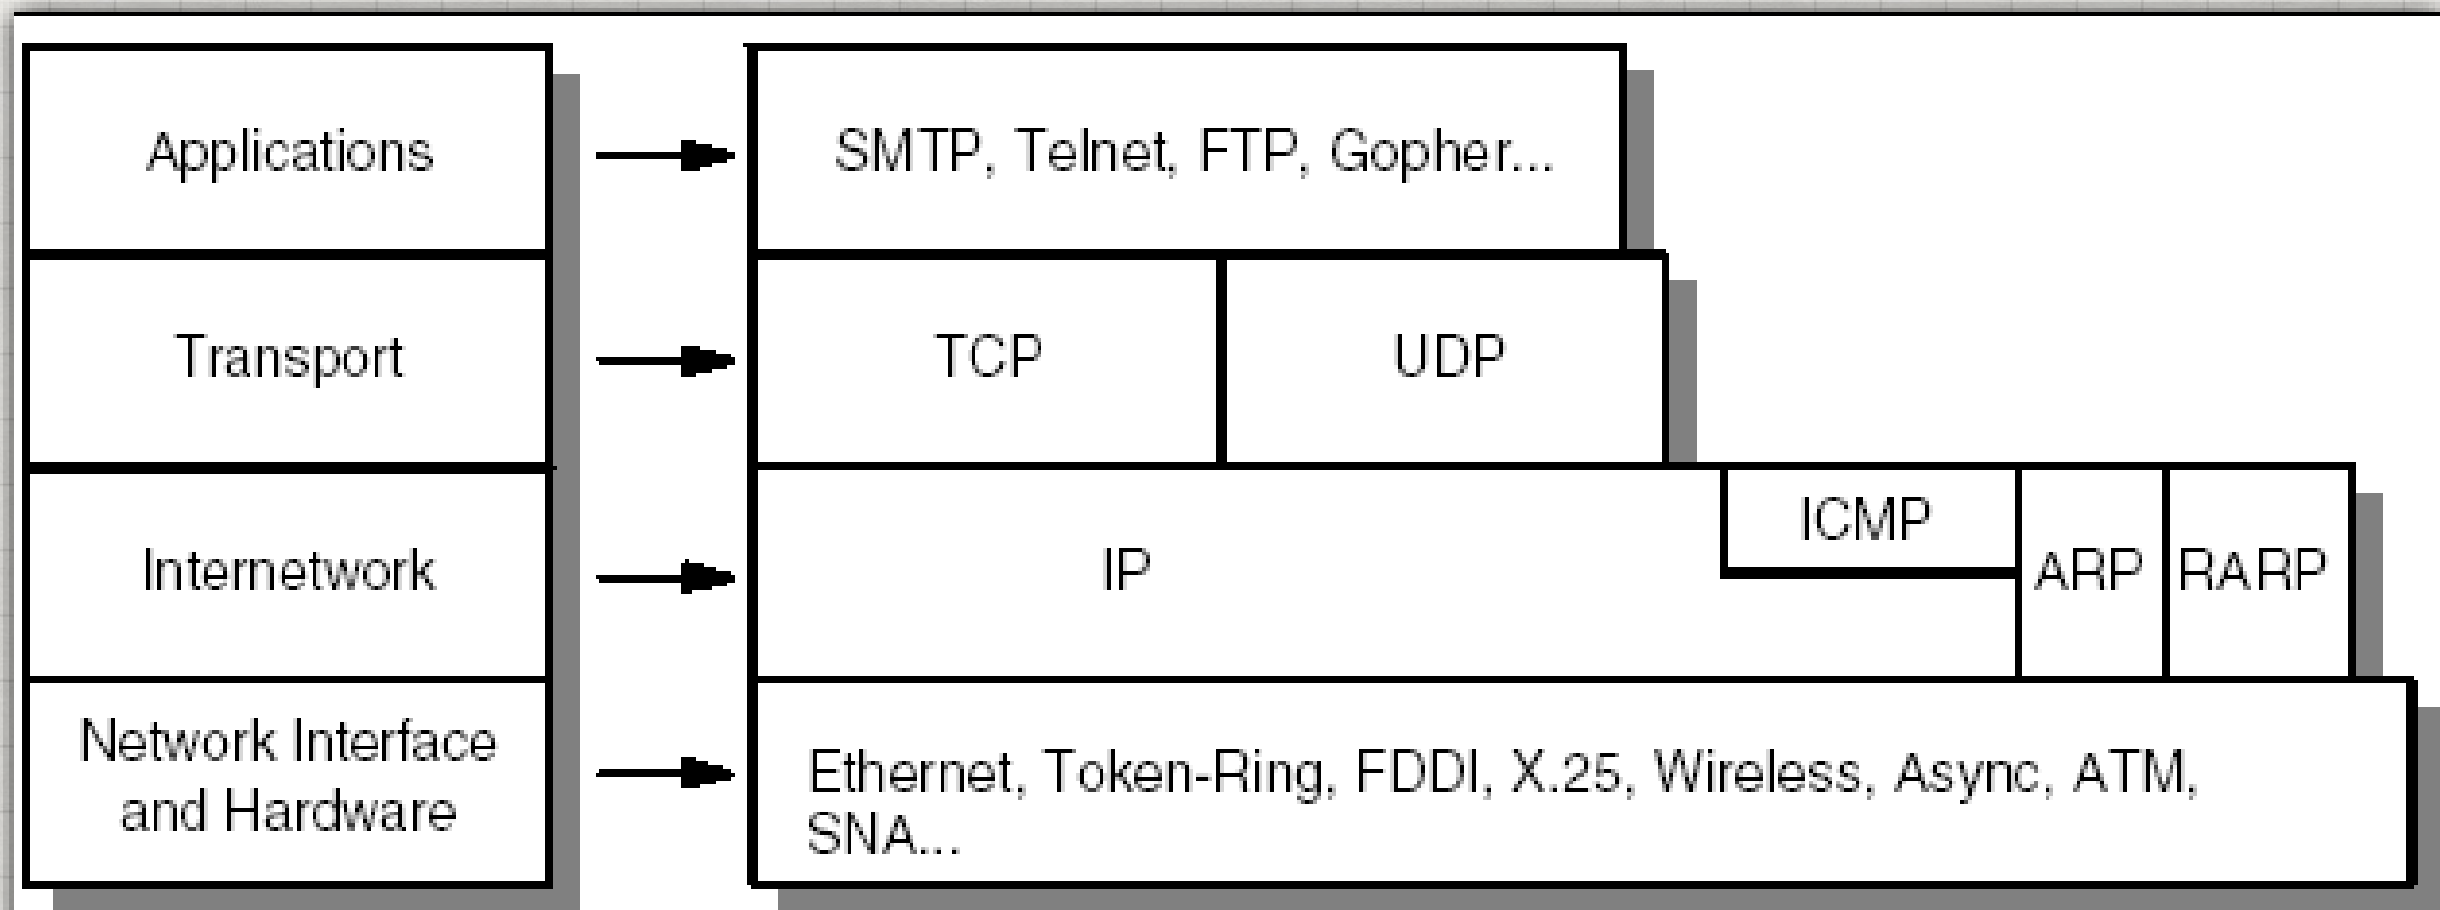 Applications
SMTP, Telnet, FTP, Gopher...
Transport
TCP
UDP
Internetwork
IP
ICMP
ARP
RARP
Network Interface
and Hardware
Ethernet, Token-Ring, FDDI, X.25, Wireless, Async, ATM,
SNA...